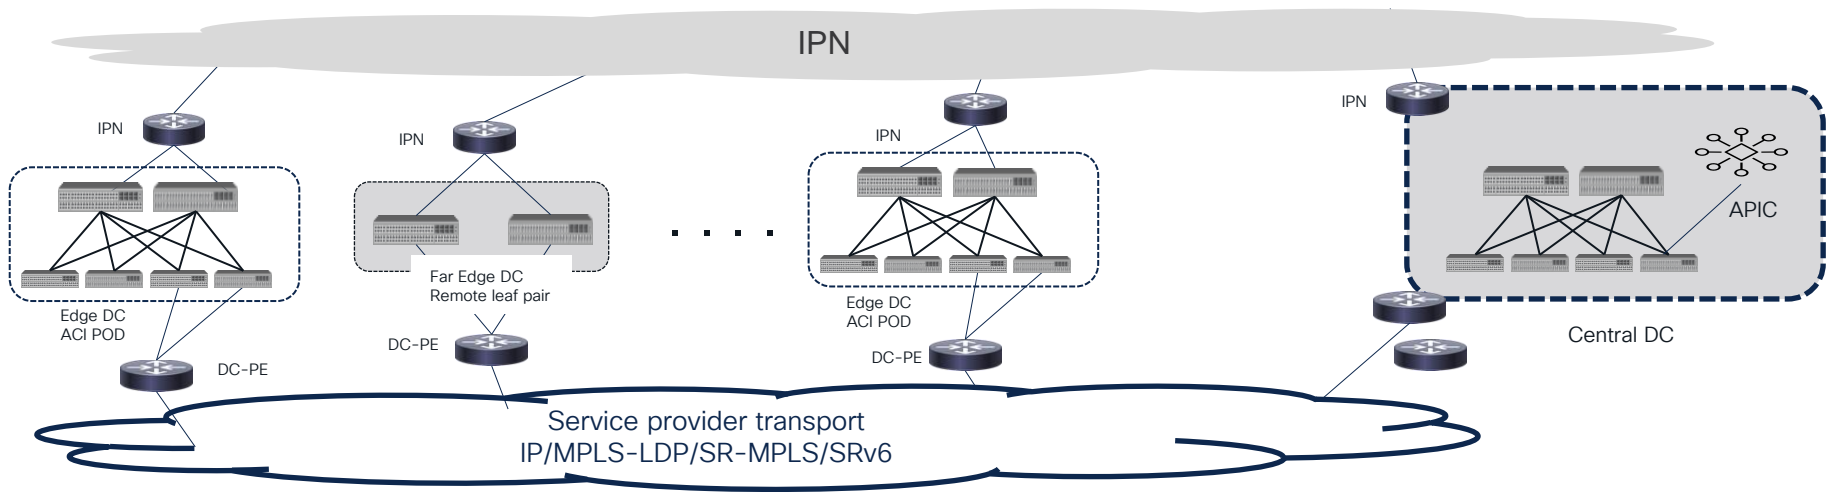 IPN
IPN
IPN
IPN
IPN
APIC
Far Edge DC
Remote leaf pair
Edge DC
ACI POD
Edge DC
ACI POD
Central DC
DC-PE
DC-PE
DC-PE
Service provider transport
IP/MPLS-LDP/SR-MPLS/SRv6